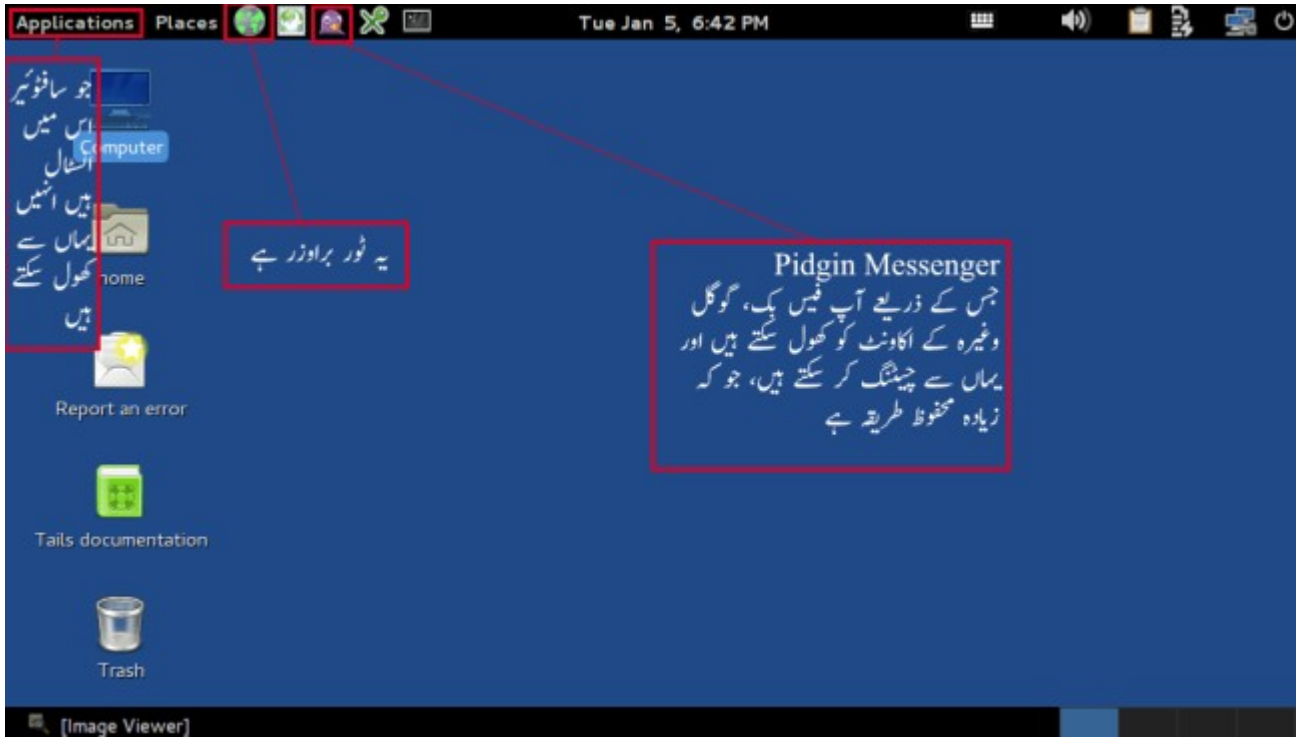 Applications Places Tue Jan 5, 6:42 PM
جو سافٹوئیر
اس میں
انسٹال
ہیں انہیں
یہاں سے
کھول سکتے
ہیں
Computer
home
Report an error
Tails documentation
Trash
یہ ٹور براوزر ہے
Pidgin Messenger
جس کے ذریعے آپ فیس بک، گوگل
وغیرہ کے اکاونٹ کو کھول سکتے ہیں اور
یہاں سے چیٹنگ کر سکتے ہیں، جو کہ
زیادہ محفوظ طریقہ ہے
[Image Viewer]